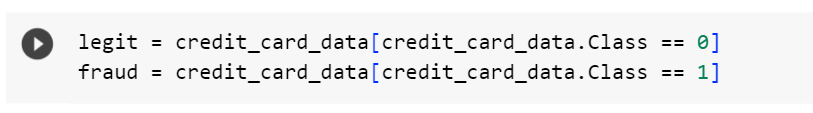 legit = credit_card_data[credit_card_data.Class == 0]
fraud = credit_card_data[credit_card_data.Class == 1]